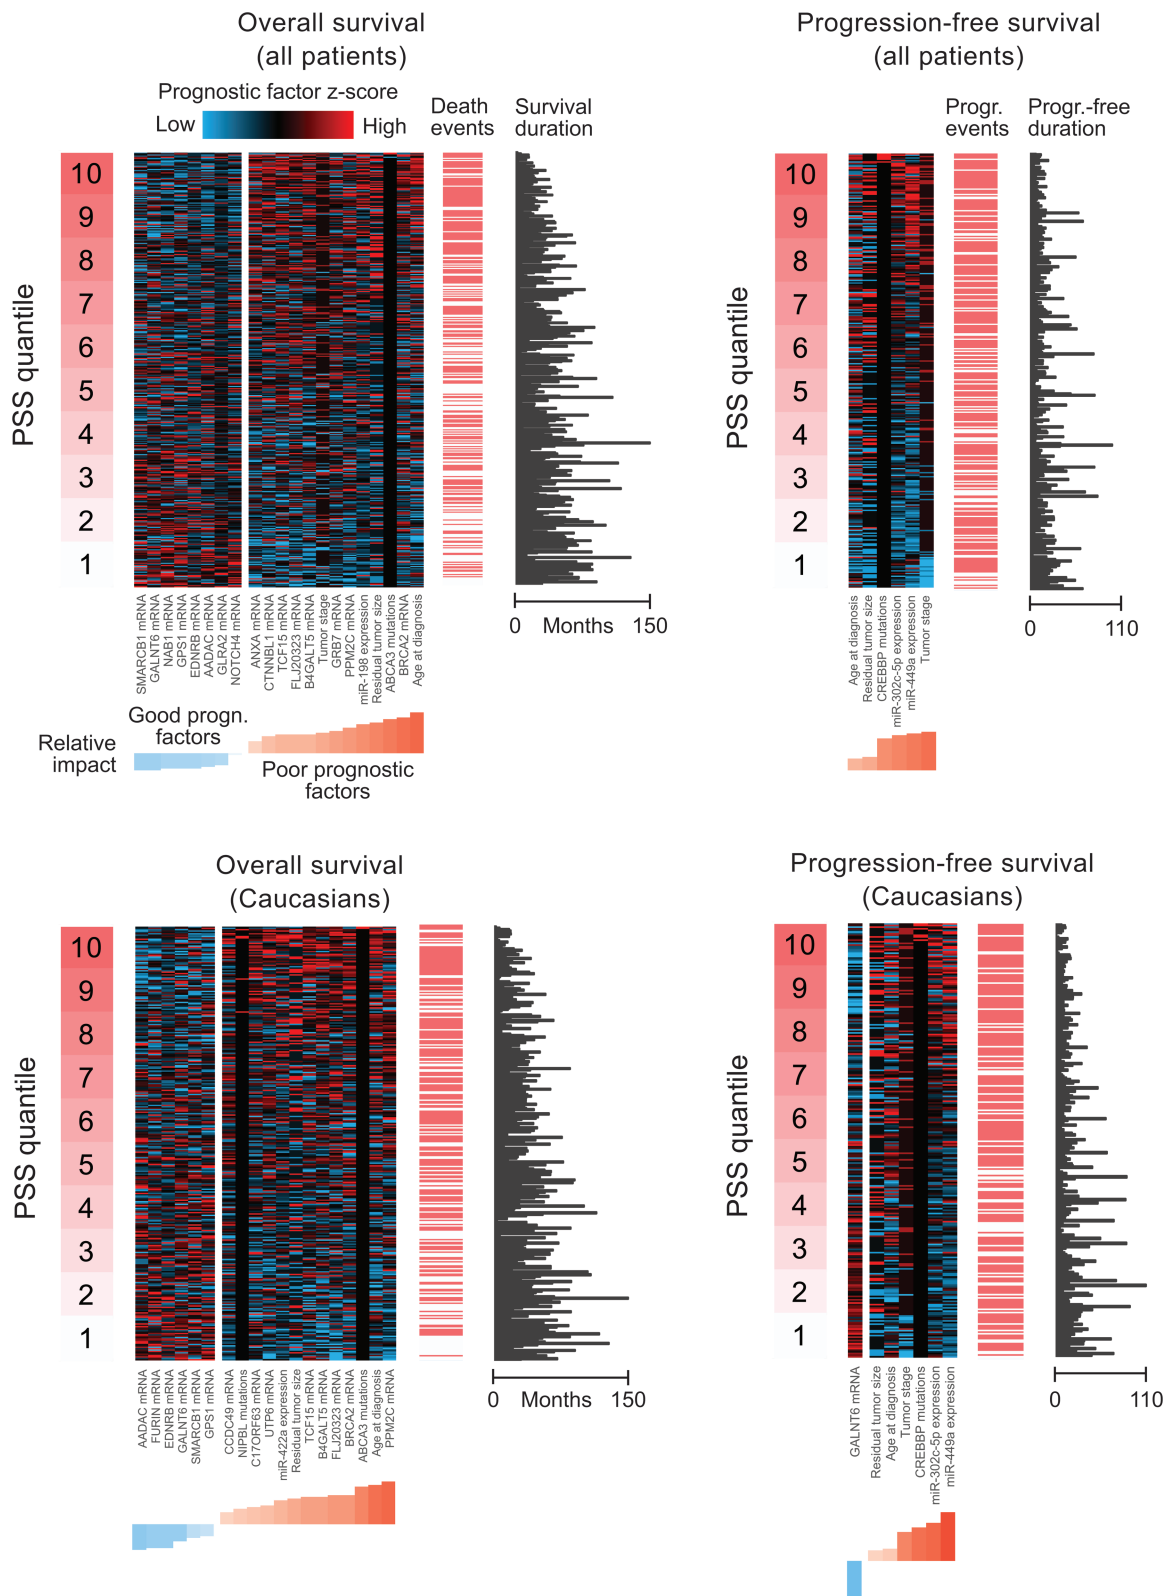 Overall survival
(all patients)
Prognostic factor z-score
Low
High
Death
events
Survival
duration
PSS quantile
10
9
8
7
6
5
4
3
2
1
SMARCB1 mRNA
GALNT6 mRNA
NAB1 mRNA
GPS1 mRNA
EDNRB mRNA
AADAC mRNA
GLRA2 mRNA
NOTCH4 mRNA
ANXA mRNA
CTNNBL1 mRNA
TCF15 mRNA
FLJ20323 mRNA
B4GALT5 mRNA
Tumor stage
GRB7 mRNA
PPM2C mRNA
miR-198 expression
Residual tumor size
ABCA3 mutations
BRCA2 mRNA
Age at diagnosis
0
Months
150
Relative
impact
Good progn.
factors
Poor prognostic
factors
Progression-free survival
(all patients)
Progr.
events
Progr.-free
duration
PSS quantile
10
9
8
7
6
5
4
3
2
1
Age at diagnosis
Residual tumor size
CREBBP mutations
miR-302c-5p expression
miR-449a expression
Tumor stage
0
110
Overall survival
(Caucasians)
PSS quantile
10
9
8
7
6
5
4
3
2
1
AADAC mRNA
FURIN mRNA
EDNRB mRNA
GALNT6 mRNA
SMARCB1 mRNA
GPS1 mRNA
CCDC49 mRNA
NIPBL mutations
C17ORF63 mRNA
UTP6 mRNA
miR-422a expression
Residual tumor size
TCF15 mRNA
B4GALT5 mRNA
FLJ20323 mRNA
BRCA2 mRNA
ABCA3 mutations
Age at diagnosis
PPM2C mRNA
0
Months
150
Progression-free survival
(Caucasians)
PSS quantile
10
9
8
7
6
5
4
3
2
1
GALNT6 mRNA
Residual tumor size
Age at diagnosis
Tumor stage
CREBBP mutations
miR-302c-5p expression
miR-449a expression
0
110